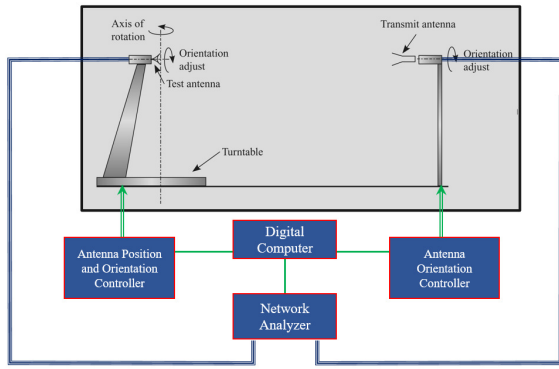 Axis of
rotation
Orientation
adjust
Test antenna
Transmit antenna
Orientation
adjust
Turntable
Antenna Position
and Orientation
Controller
Digital
Computer
Antenna
Orientation
Controller
Network
Analyzer